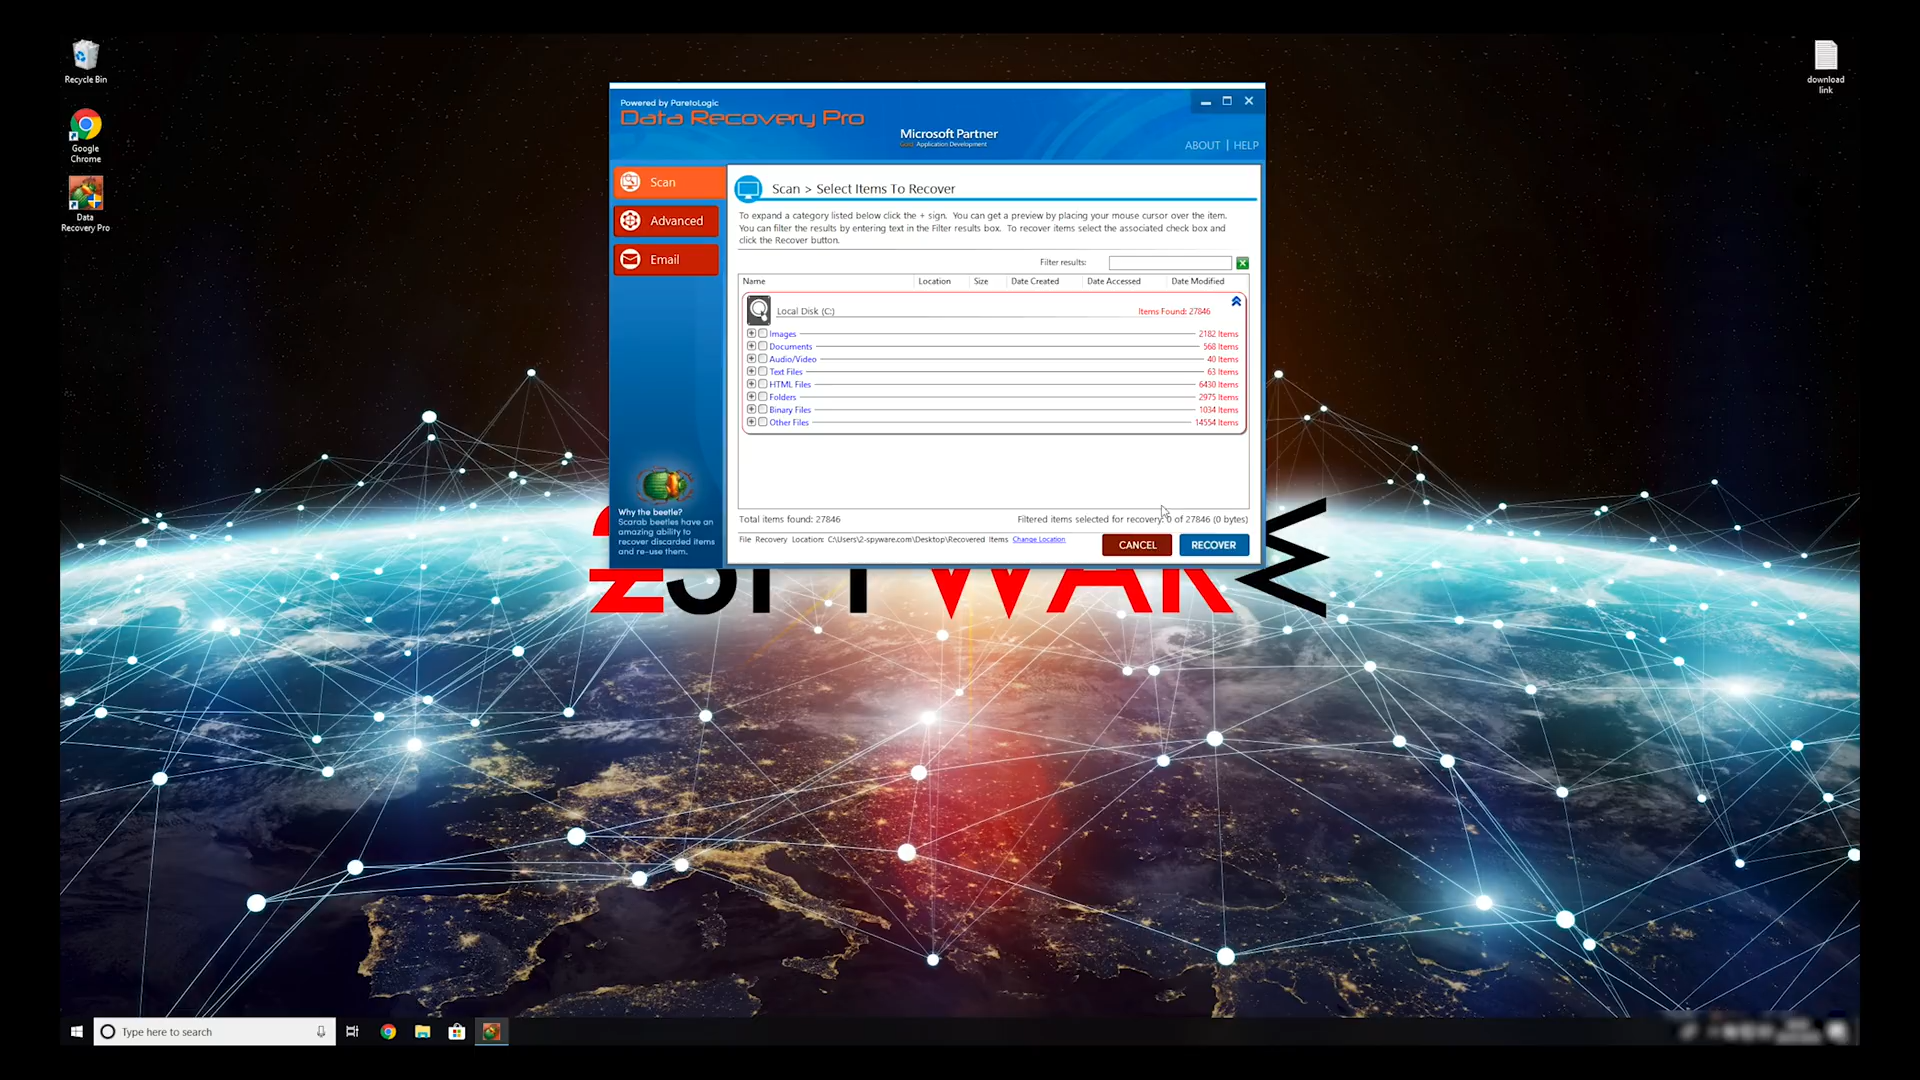 Recycle Bin
Google
Chrome
Data
Recovery Pro
download
link
Powered by ParetoLogic
Data Recovery Pro
Microsoft Partner
Gold Application Development
ABOUT | HELP
Scan
Advanced
Email
Why the beetle?
Scarab beetles have an
amazing ability to
recover discarded items
and re-use them.
Scan > Select Items To Recover
To expand a category listed below click the + sign. You can get a preview by placing your mouse cursor over the item.
You can filter the results by entering text in the Filter results box. To recover items select the associated check box and
click the Recover button.
Filter results:
Name Location Size Date Created Date Accessed Date Modified
Local Disk (C:) Items Found: 27846
Images 2182 Items
Documents 568 Items
Audio/Video 40 Items
Text Files 63 Items
HTML Files 6430 Items
Folders 2975 Items
Binary Files 1034 Items
Other Files 14554 Items
Total items found: 27846 Filtered items selected for recovery: 0 of 27846 (0 bytes)
File Recovery Location: C:\Users\2-spyware.com\Desktop\Recovered Items Change Location
CANCEL RECOVER
2SPYWARE
Type here to search